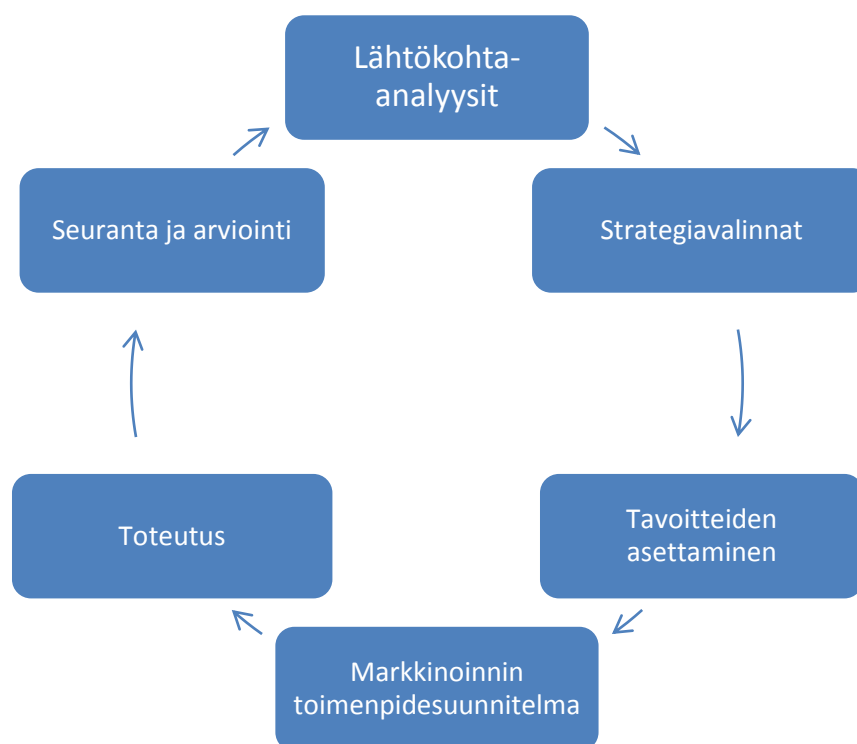 Lähtökohta-
analyysit
Strategiavalinnat
Tavoitteiden
asettaminen
Markkinoinnin
toimenpidesuunnitelma
Toteutus
Seuranta ja arviointi